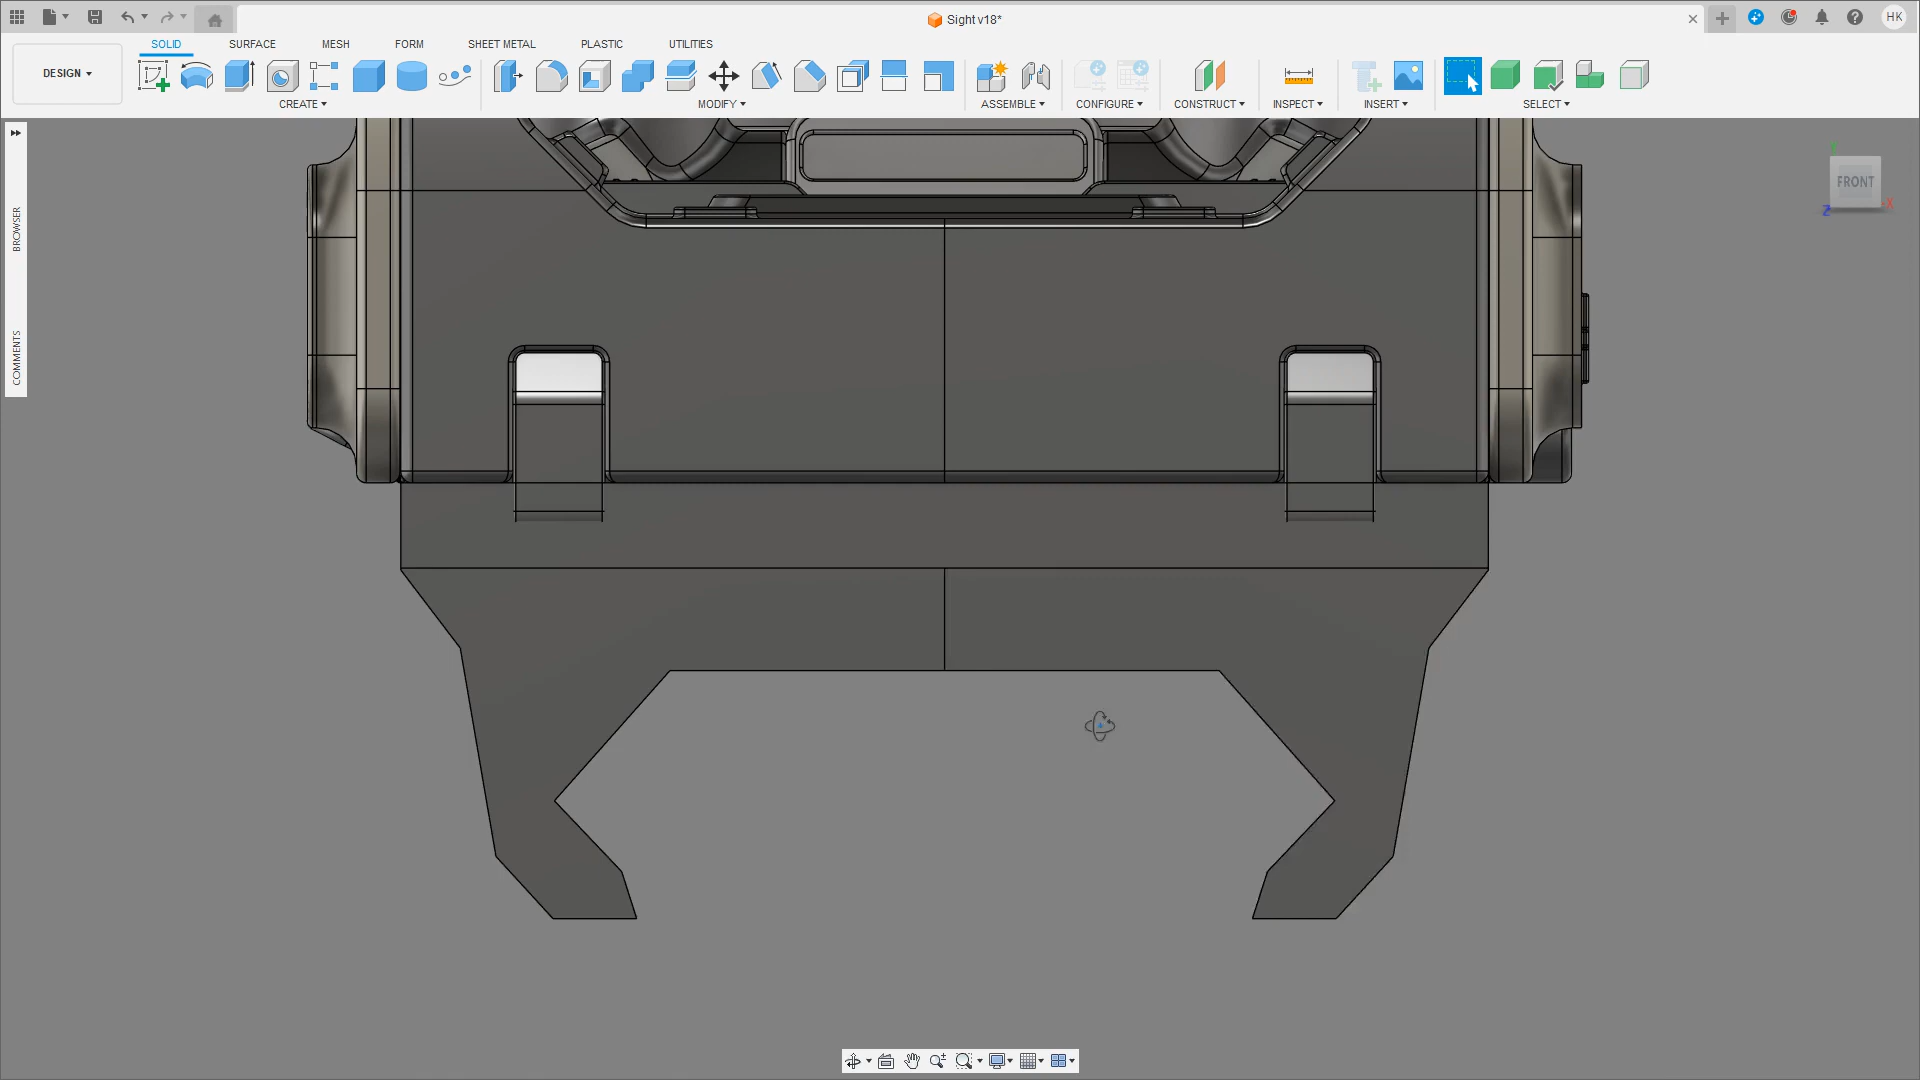 Sight v18*
HK
SOLID SURFACE MESH FORM SHEET METAL PLASTIC UTILITIES
DESIGN
CREATE MODIFY ASSEMBLE CONFIGURE CONSTRUCT INSPECT INSERT SELECT
BROWSER
COMMENTS
Y
FRONT
Z
X